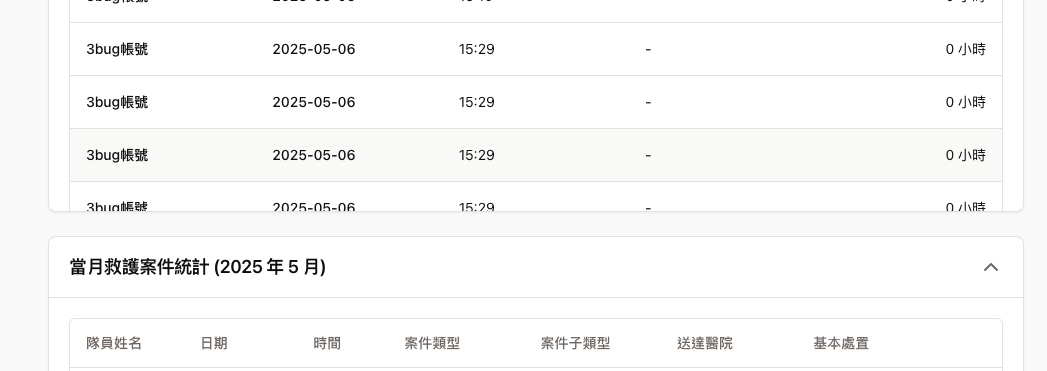 3bug帳號 2025-05-06 15:29 - 0 小時
3bug帳號 2025-05-06 15:29 - 0 小時
3bug帳號 2025-05-06 15:29 - 0 小時
3bug帳號 2025-05-06 15:29 - 0 小時
當月救護案件統計 (2025 年 5 月)
隊員姓名 日期 時間 案件類型 案件子類型 送達醫院 基本處置